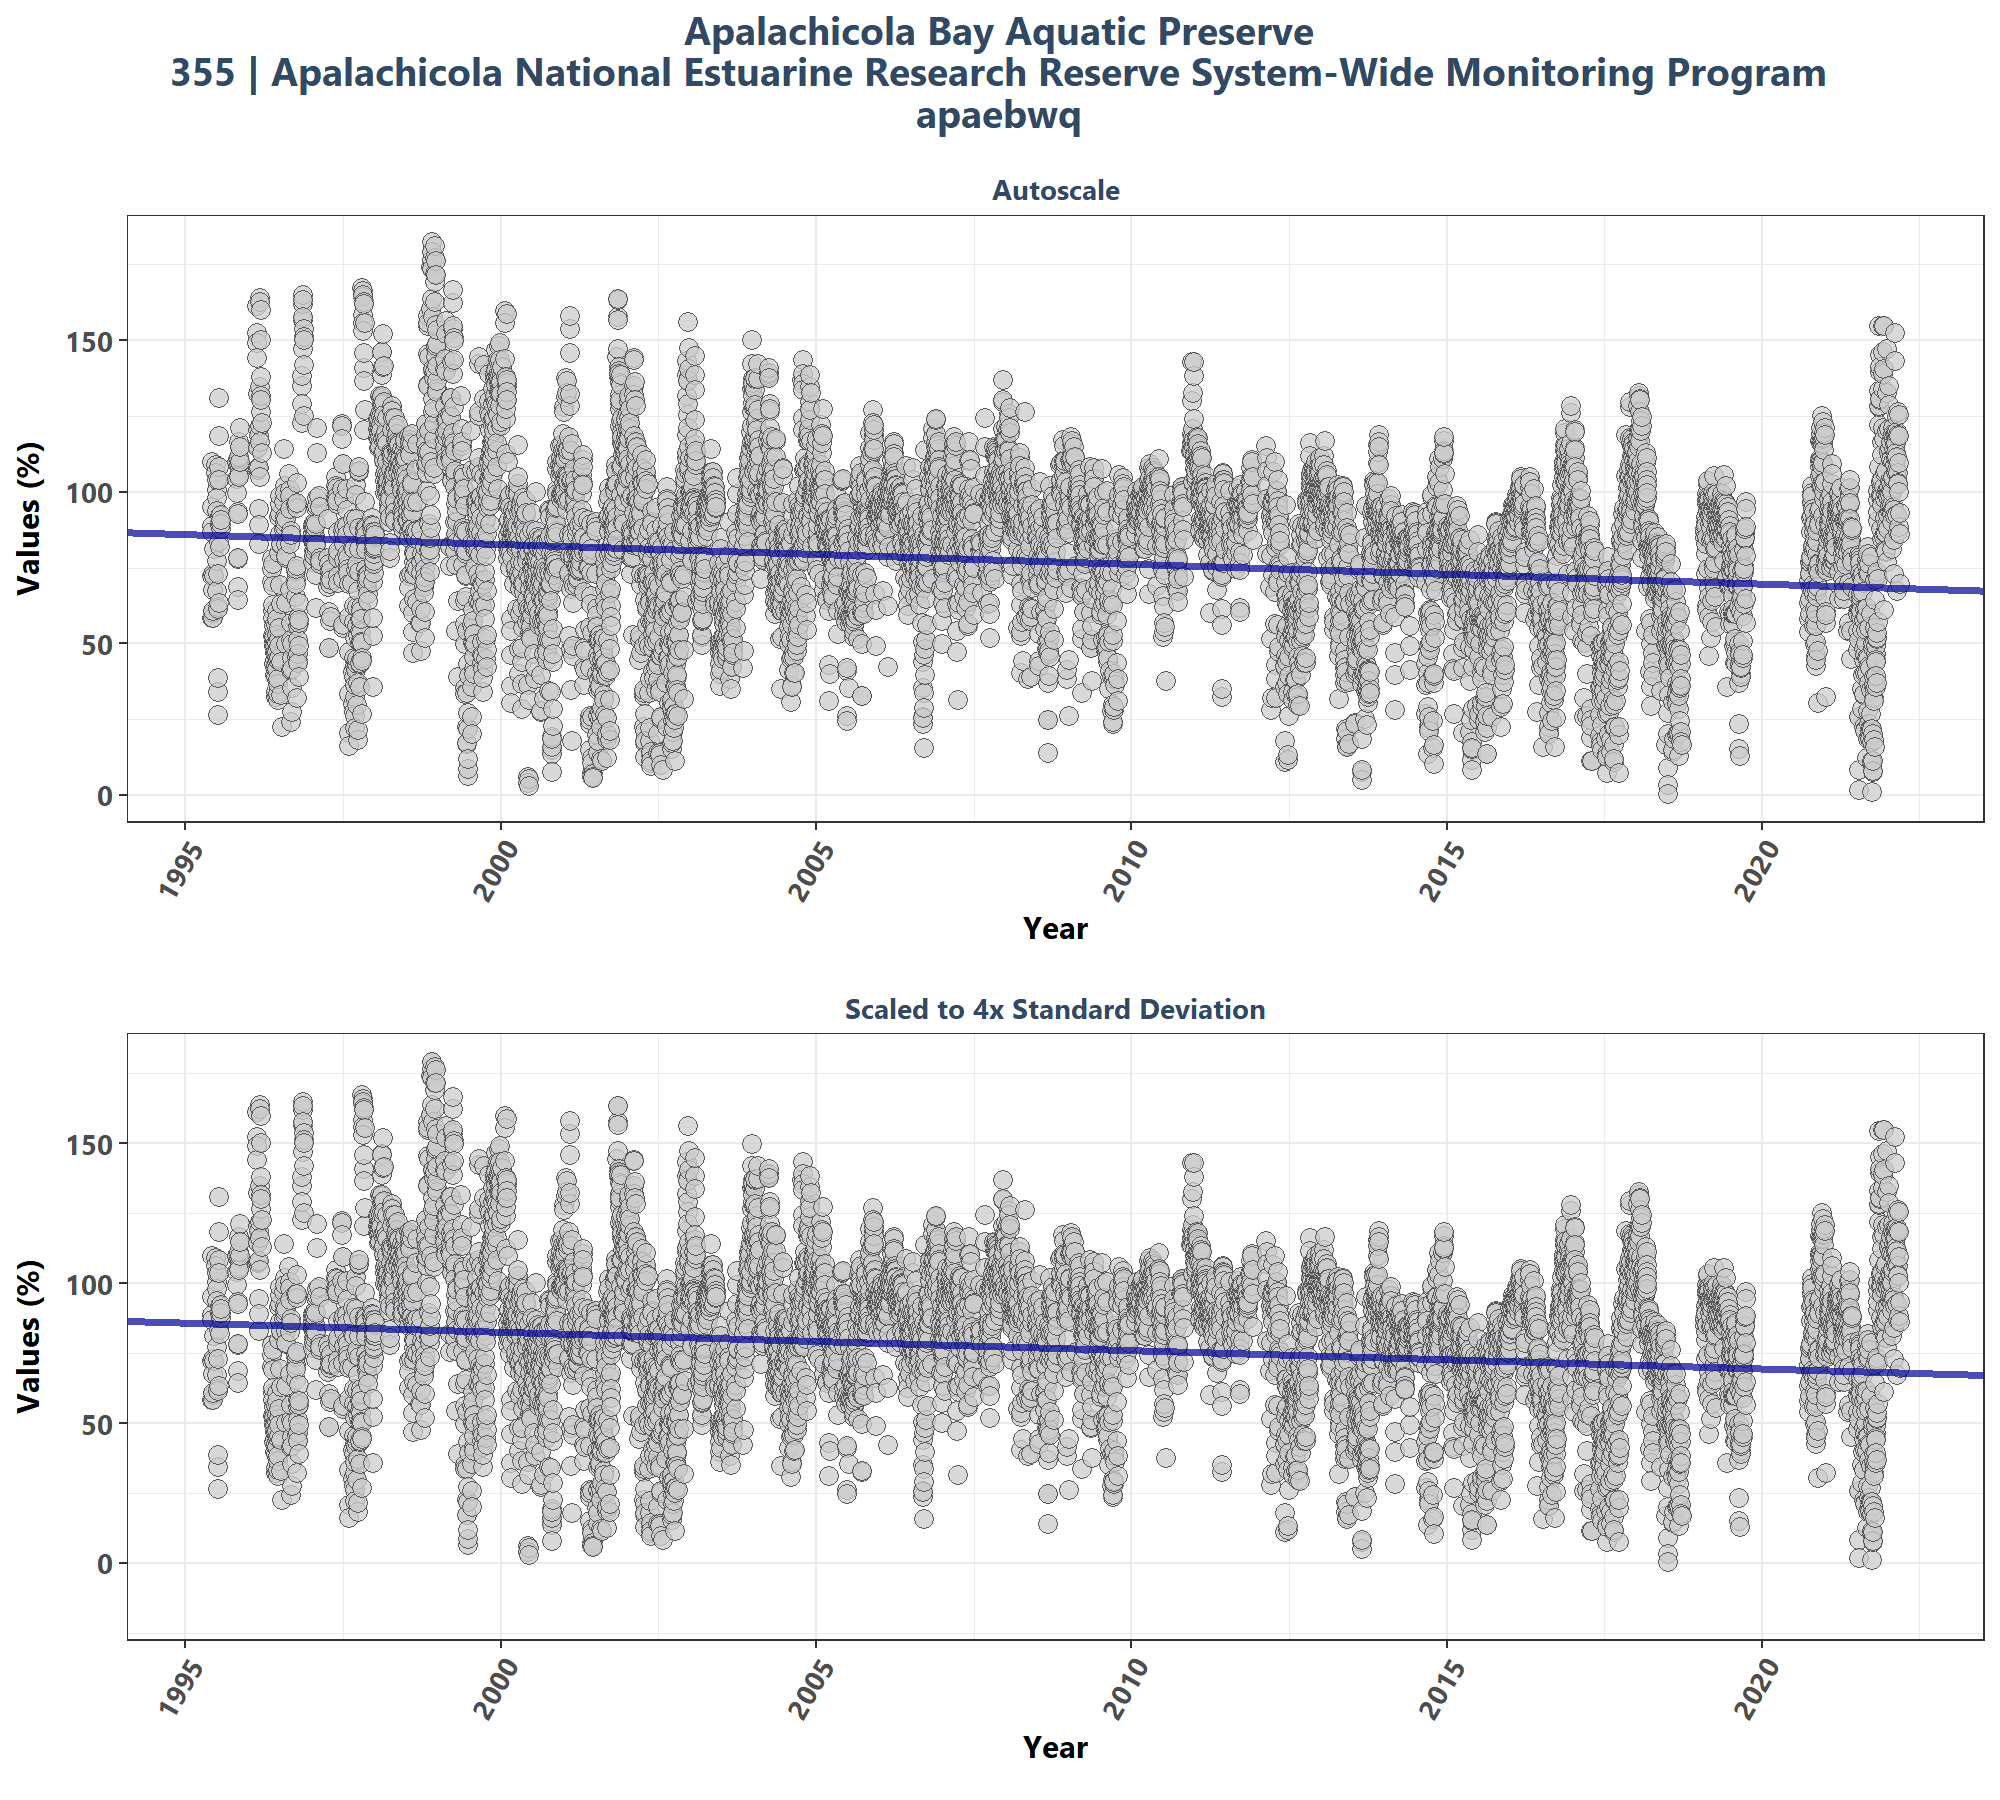 Apalachicola Bay Aquatic Preserve
355 | Apalachicola National Estuarine Research Reserve System-Wide Monitoring Program
apaebwq
Autoscale
Values (%)
150
100
50
0
1995
2000
2005
2010
2015
2020
Year
Scaled to 4x Standard Deviation
Values (%)
150
100
50
0
1995
2000
2005
2010
2015
2020
Year